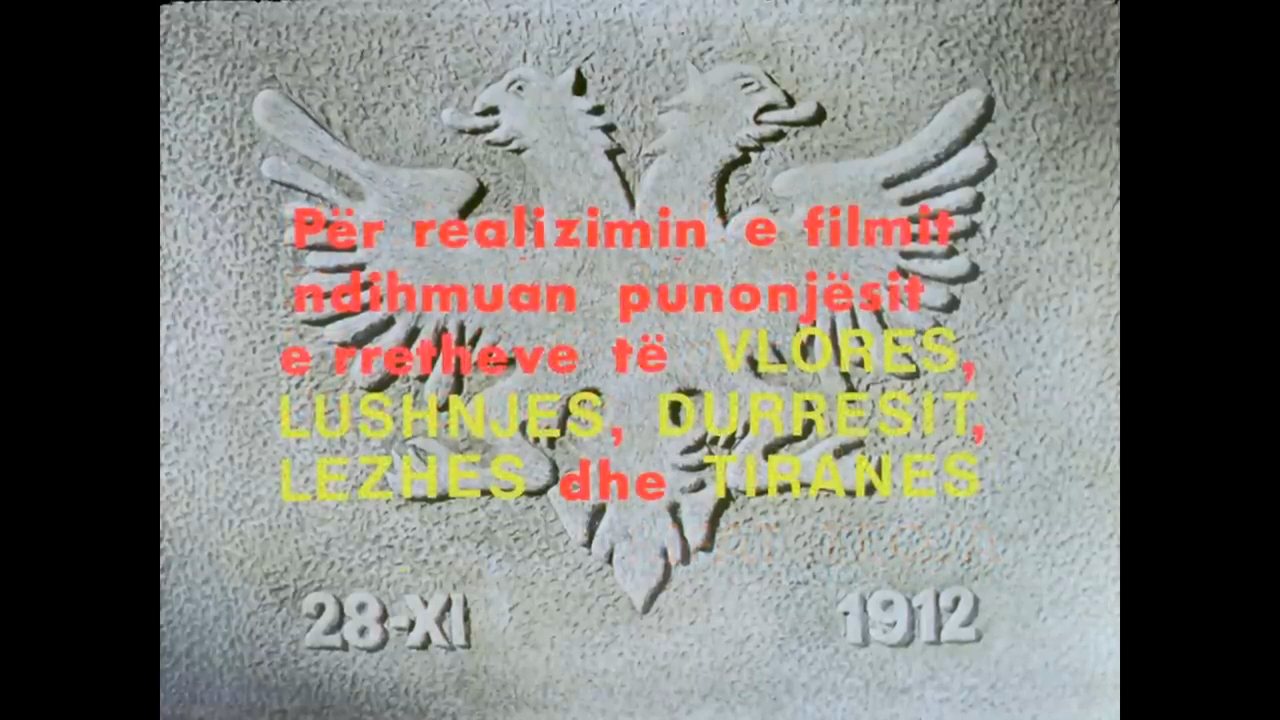 Për realizimin e filmit
ndihmuan punonjësit
e rretheve të VLORES,
LUSHNJES, DURRESIT,
LEZHES dhe TIRANES
28-XI 1912